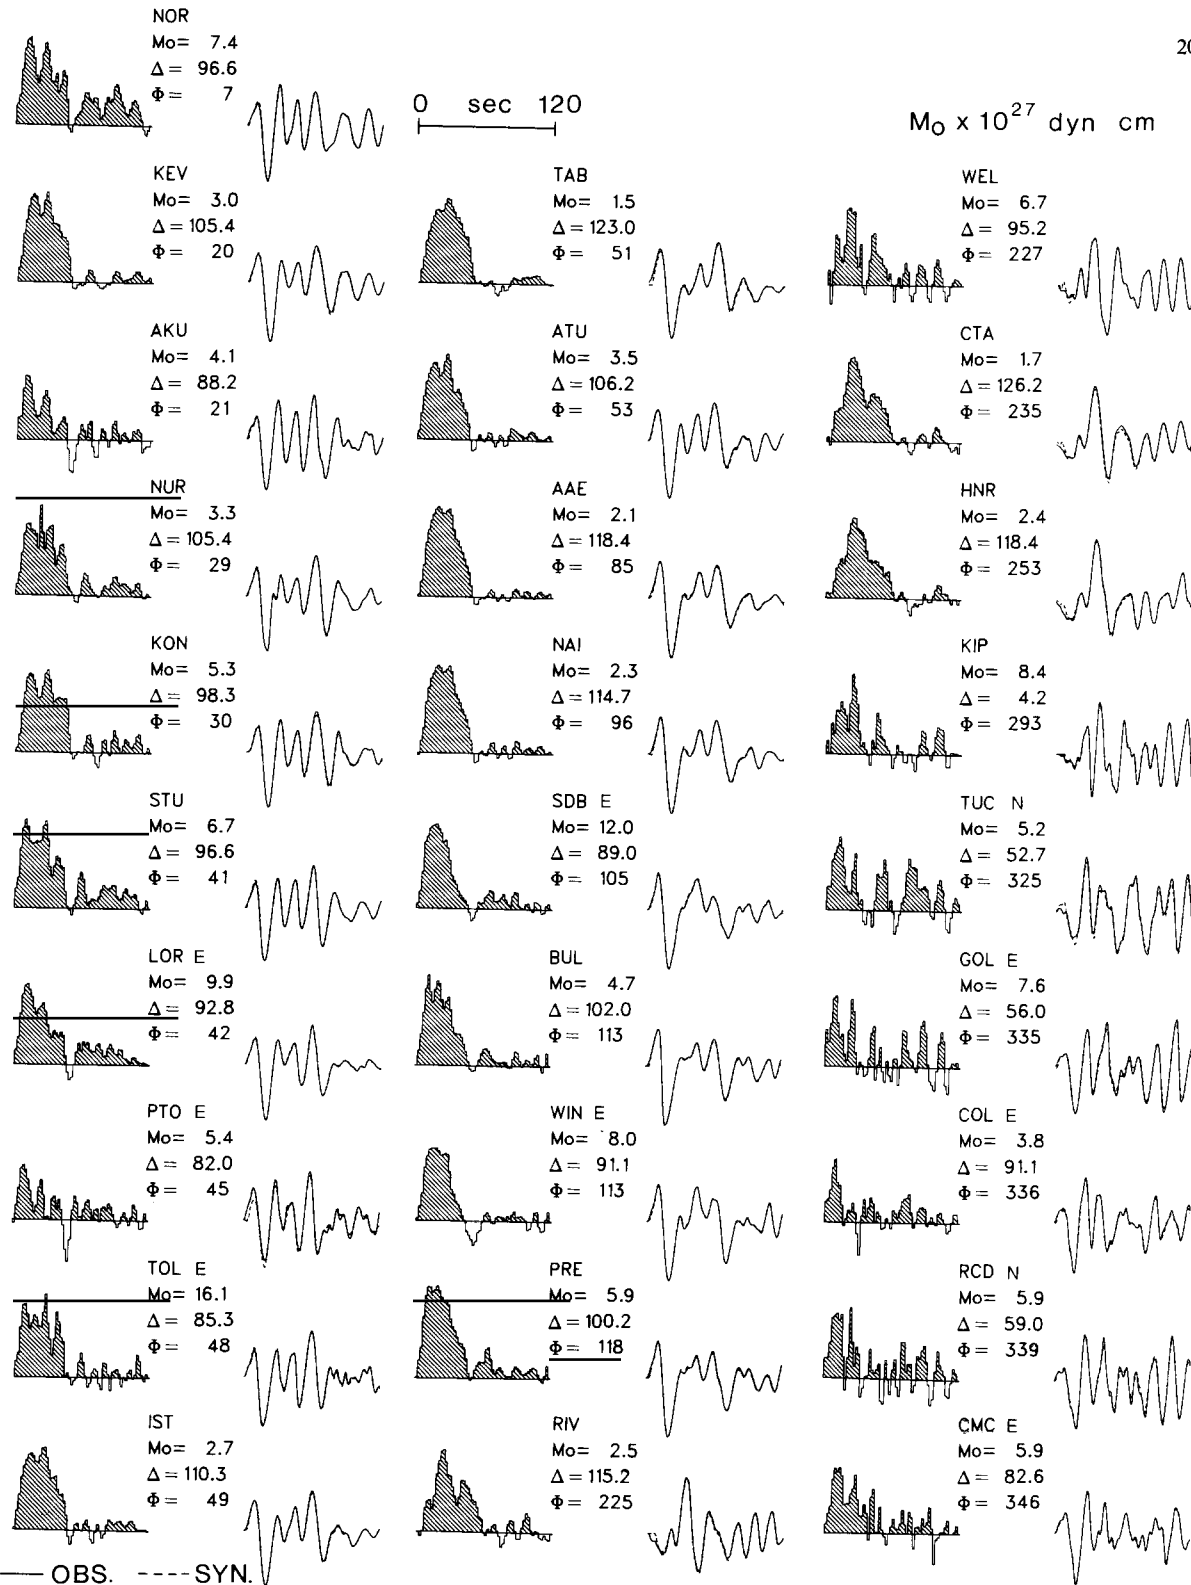 20
NOR
Mo= 7.4
Δ= 96.6
Φ= 7
0 sec 120
Mo x 10²⁷ dyn cm
KEV
Mo= 3.0
Δ=105.4
Φ= 20
AKU
Mo= 4.1
Δ= 88.2
Φ= 21
NUR
Mo= 3.3
Δ=105.4
Φ= 29
KON
Mo= 5.3
Δ= 98.3
Φ= 30
STU
Mo= 6.7
Δ= 96.6
Φ= 41
LOR E
Mo= 9.9
Δ= 92.8
Φ= 42
PTO E
Mo= 5.4
Δ= 82.0
Φ= 45
TOL E
Mo= 16.1
Δ= 85.3
Φ= 48
IST
Mo= 2.7
Δ=110.3
Φ= 49
TAB
Mo= 1.5
Δ=123.0
Φ= 51
ATU
Mo= 3.5
Δ=106.2
Φ= 53
AAE
Mo= 2.1
Δ=118.4
Φ= 85
NAI
Mo= 2.3
Δ=114.7
Φ= 96
SDB E
Mo= 12.0
Δ= 89.0
Φ= 105
BUL
Mo= 4.7
Δ=102.0
Φ= 113
WIN E
Mo= 8.0
Δ= 91.1
Φ= 113
PRE
Mo= 5.9
Δ=100.2
Φ= 118
RIV
Mo= 2.5
Δ=115.2
Φ= 225
WEL
Mo= 6.7
Δ= 95.2
Φ= 227
CTA
Mo= 1.7
Δ=126.2
Φ= 235
HNR
Mo= 2.4
Δ=118.4
Φ= 253
KIP
Mo= 8.4
Δ= 4.2
Φ= 293
TUC N
Mo= 5.2
Δ= 52.7
Φ= 325
GOL E
Mo= 7.6
Δ= 56.0
Φ= 335
COL E
Mo= 3.8
Δ= 91.1
Φ= 336
RCD N
Mo= 5.9
Δ= 59.0
Φ= 339
CMC E
Mo= 5.9
Δ= 82.6
Φ= 346
— OBS. ---- SYN.